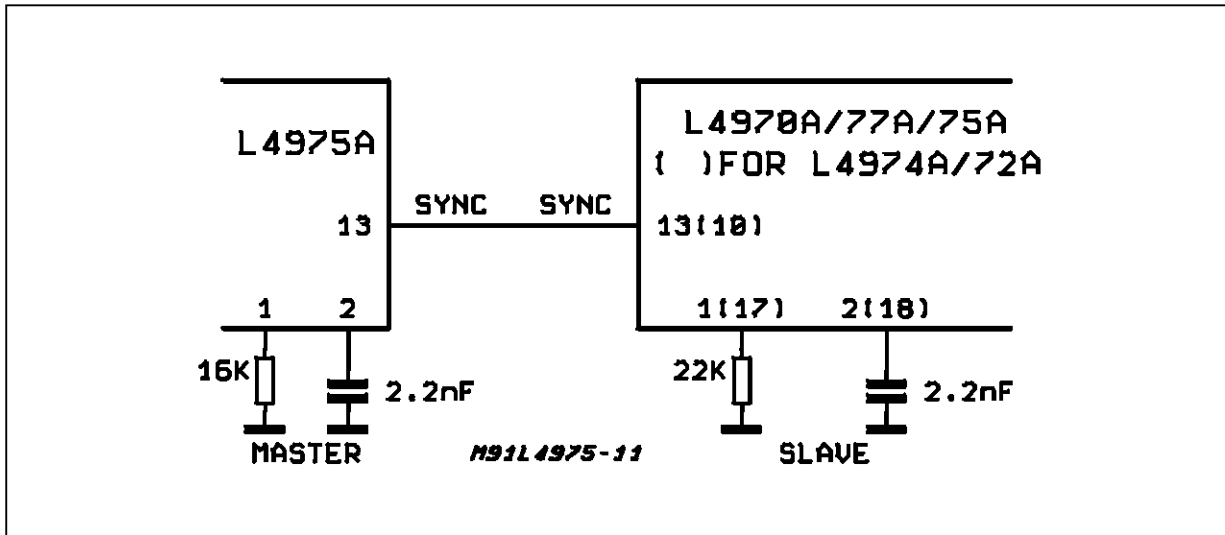 L4975A
L4970A/77A/75A
( )FOR L4974A/72A
SYNC SYNC
13
13(10)
1 2
1(17) 2(18)
16K
2.2nF
22K
2.2nF
MASTER
M91L4975-11
SLAVE